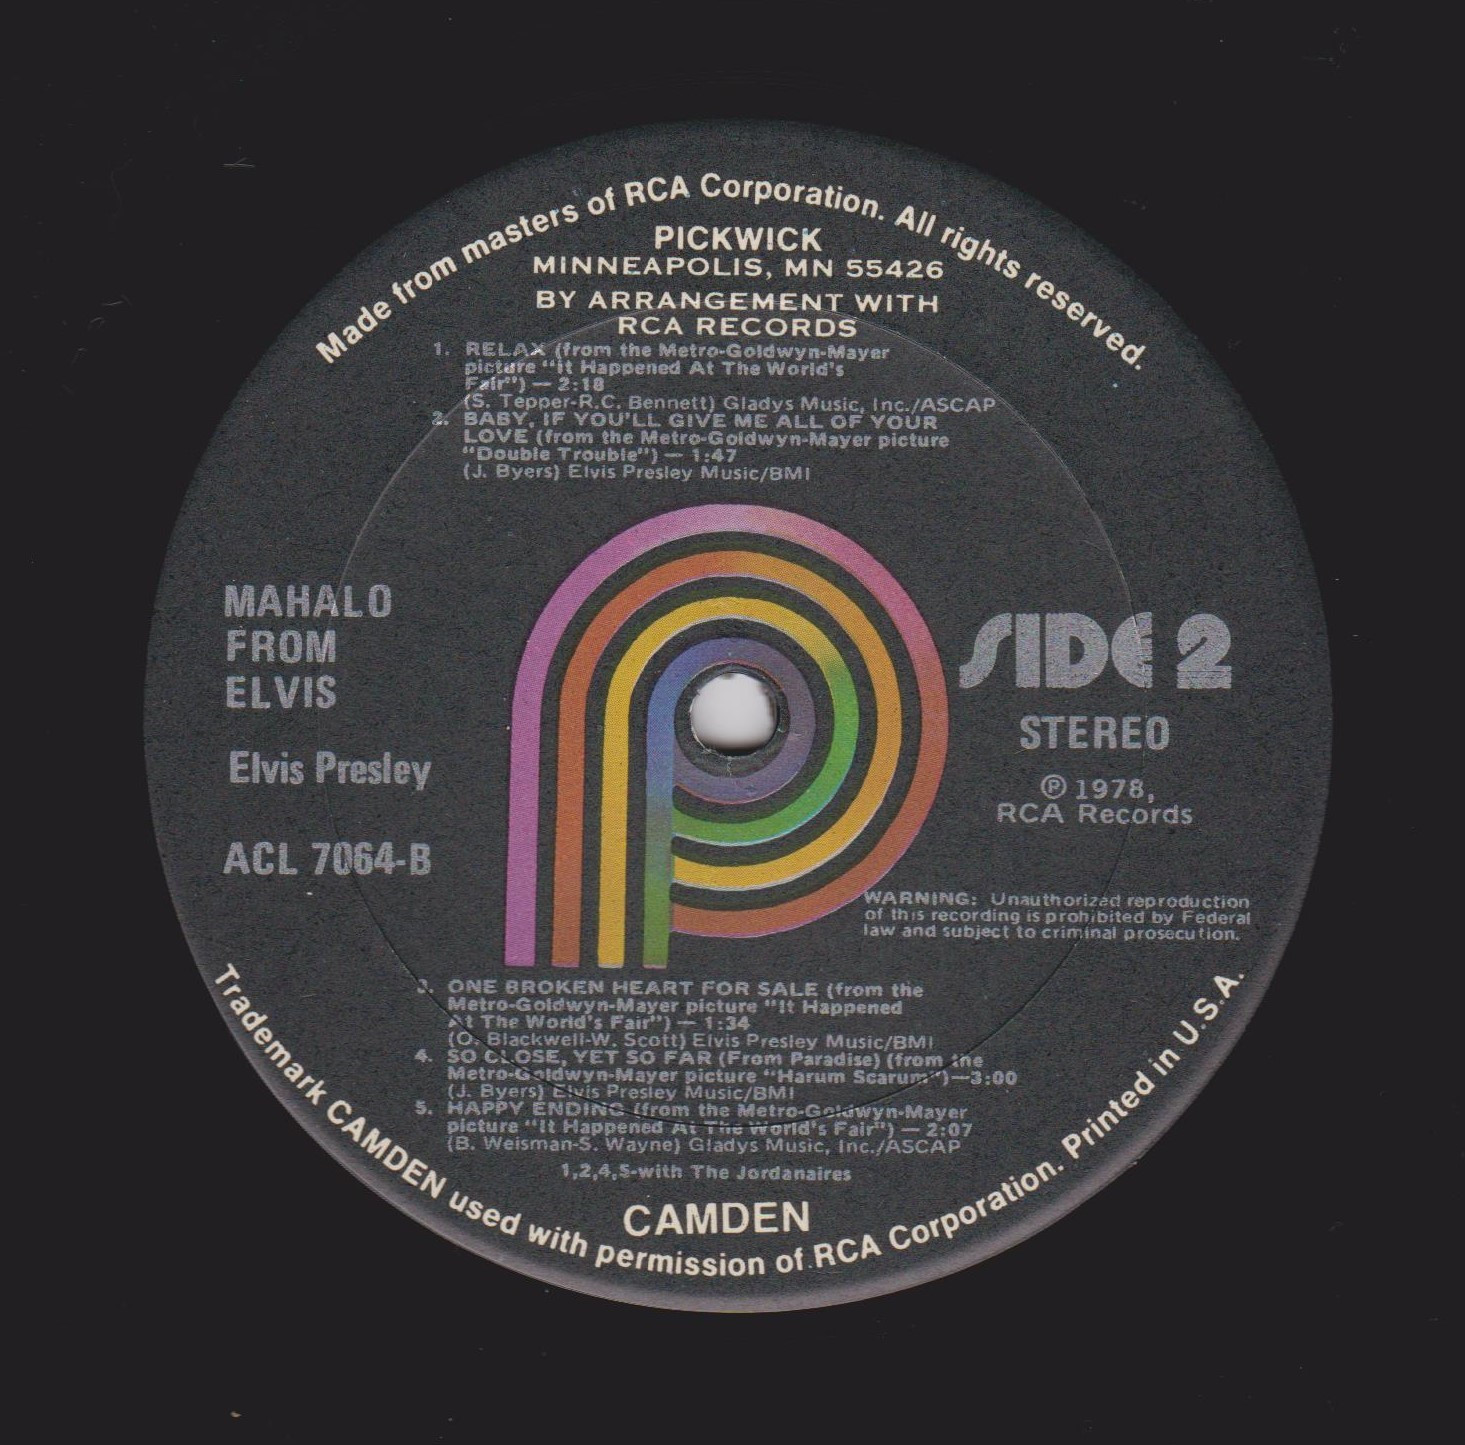 Made from masters of RCA Corporation. All rights reserved.
PICKWICK
MINNEAPOLIS, MN 55426
BY ARRANGEMENT WITH
RCA RECORDS
1. RELAX (from the Metro-Goldwyn-Mayer
picture "It Happened At The World's
Fair") — 2:18
(S. Tepper-R.C. Bennett) Gladys Music, Inc./ASCAP
2. BABY, IF YOU'LL GIVE ME ALL OF YOUR
LOVE (from the Metro-Goldwyn-Mayer picture
"Double Trouble") — 1:47
(J. Byers) Elvis Presley Music/BMI
MAHALO
FROM
ELVIS
Elvis Presley
ACL 7064-B
SIDE 2
STEREO
℗ 1978,
RCA Records
WARNING: Unauthorized reproduction
of this recording is prohibited by Federal
law and subject to criminal prosecution.
3. ONE BROKEN HEART FOR SALE (from the
Metro-Goldwyn-Mayer picture "It Happened
At The World's Fair") — 1:34
(O. Blackwell-W. Scott) Elvis Presley Music/BMI
4. SO CLOSE, YET SO FAR (From Paradise) (from the
Metro-Goldwyn-Mayer picture "Harum Scarum")—3:00
(J. Byers) Elvis Presley Music/BMI
5. HAPPY ENDING (from the Metro-Goldwyn-Mayer
picture "It Happened At The World's Fair") — 2:07
(B. Weisman-S. Wayne) Gladys Music, Inc./ASCAP
1,2,4,5-with The Jordanaires
CAMDEN
Trademark CAMDEN used with permission of RCA Corporation. Printed in U.S.A.